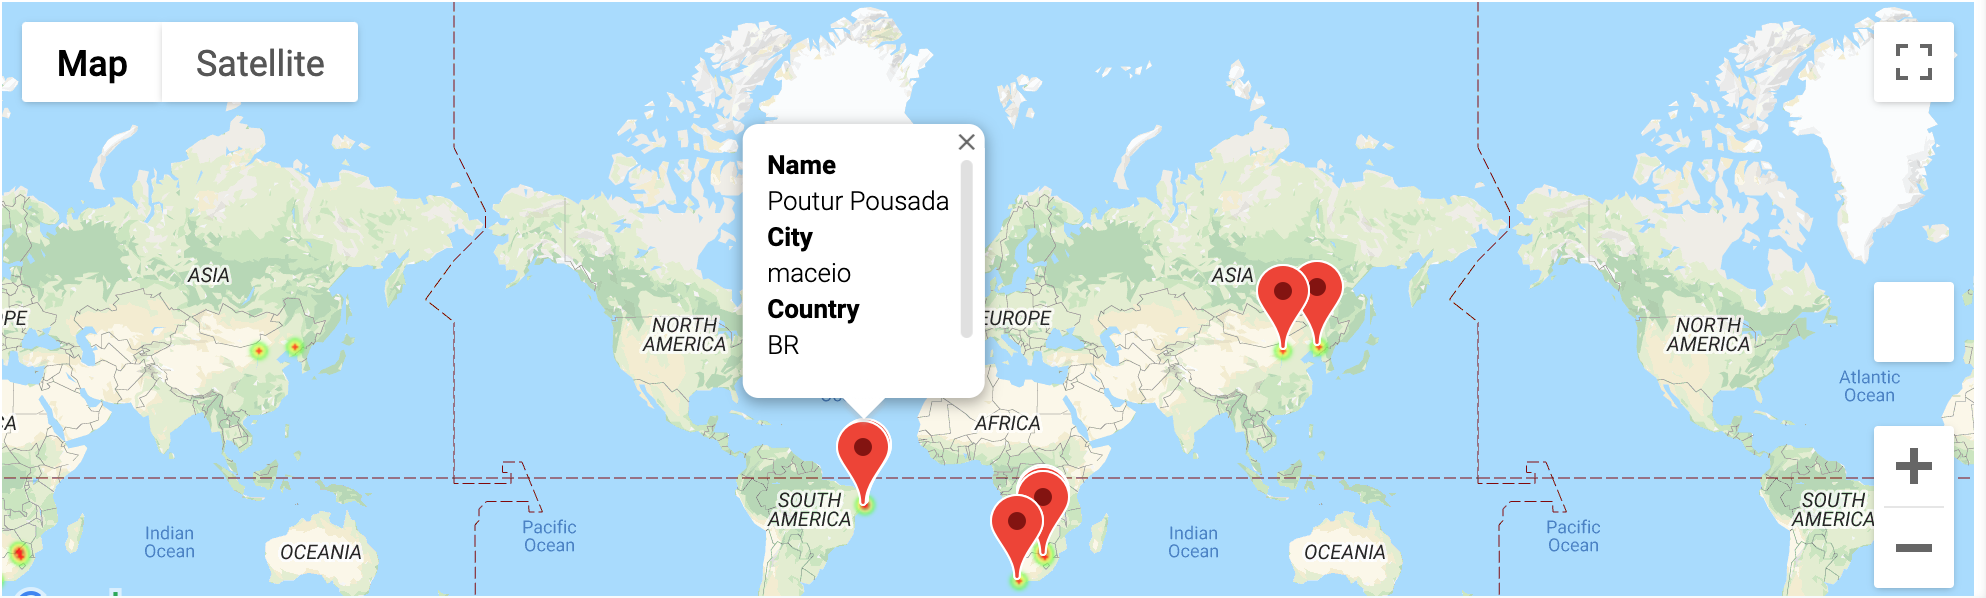 Map
Satellite
Name
Poutur Pousada
City
maceio
Country
BR
ASIA
PE
NORTH
AMERICA
EUROPE
ASIA
NORTH
AMERICA
Atlantic
Ocean
AFRICA
SOUTH
AMERICA
SOUTH
AMERICA
Indian
Ocean
OCEANIA
Pacific
Ocean
Indian
Ocean
OCEANIA
Pacific
Ocean